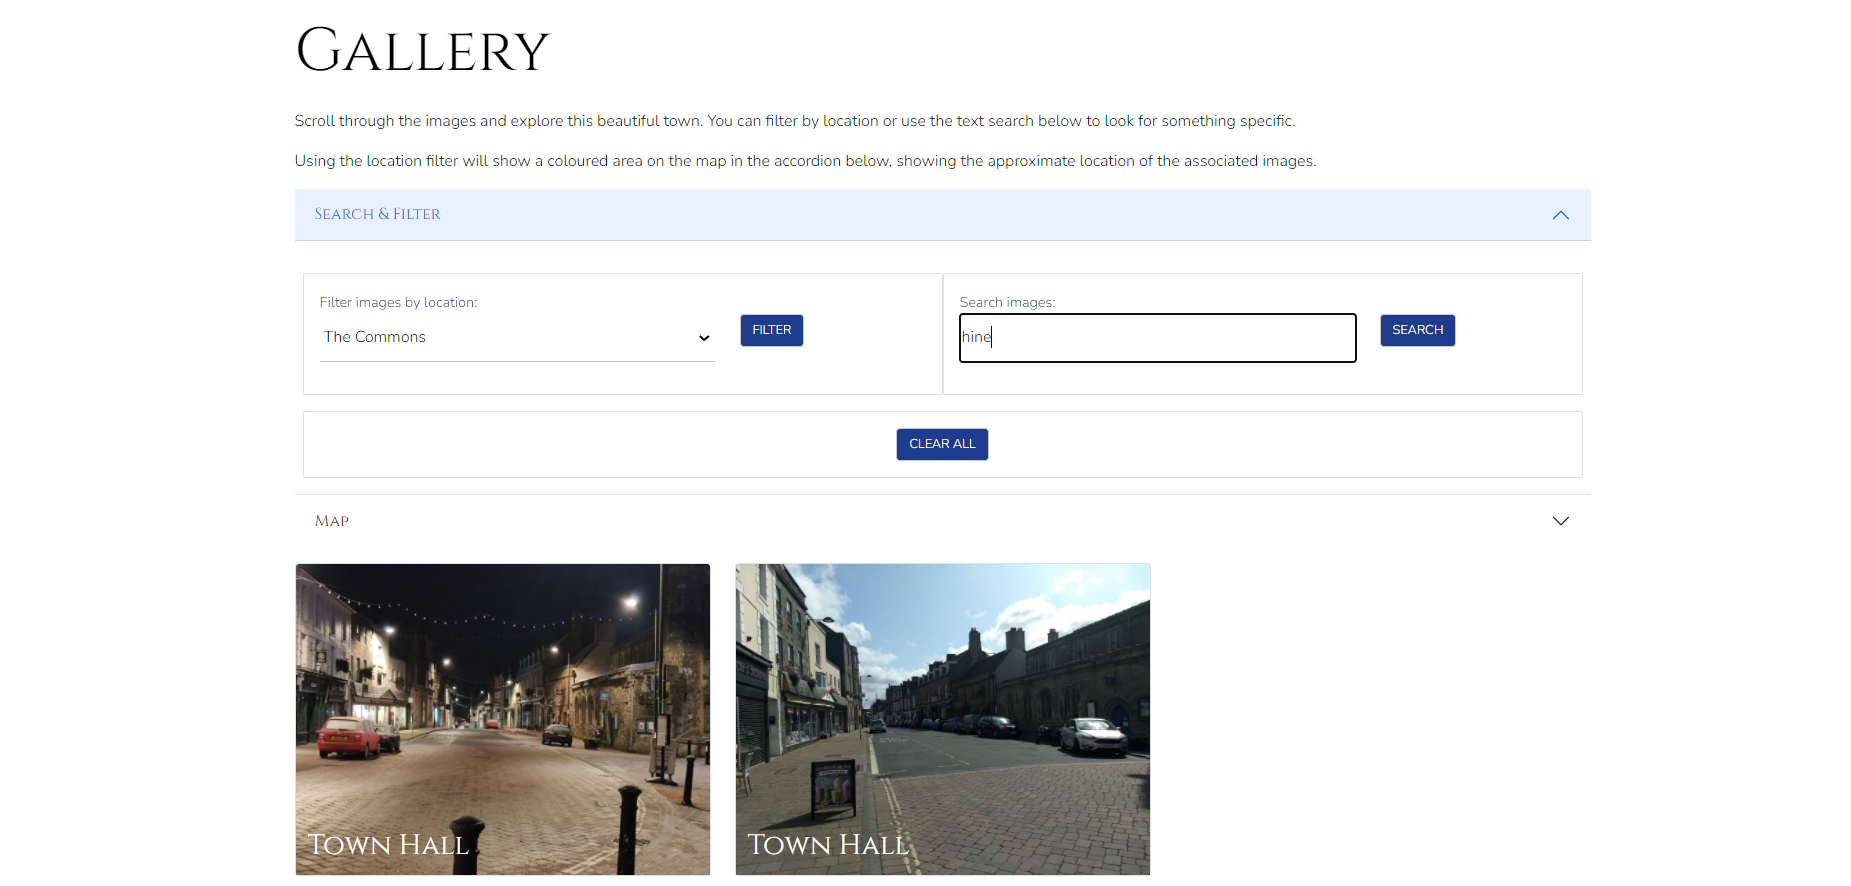 Gallery
Scroll through the images and explore this beautiful town. You can filter by location or use the text search below to look for something specific.
Using the location filter will show a coloured area on the map in the accordion below, showing the approximate location of the associated images.
Search & Filter
Filter images by location:
The Commons
FILTER
Search images:
hine
SEARCH
CLEAR ALL
Map
Town Hall
Town Hall